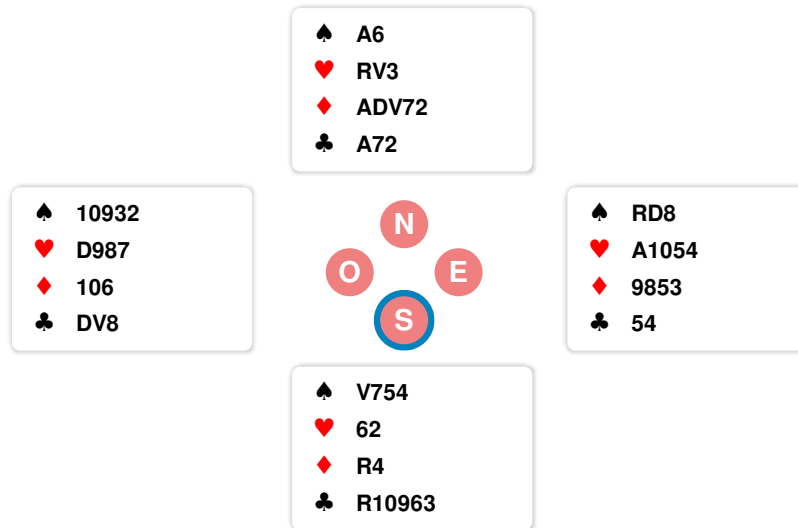 ♠ A6
♥ RV3
♦ ADV72
♣ A72
♠ 10932
♥ D987
♦ 106
♣ DV8
N
O E
S
♠ RD8
♥ A1054
♦ 9853
♣ 54
♠ V754
♥ 62
♦ R4
♣ R10963